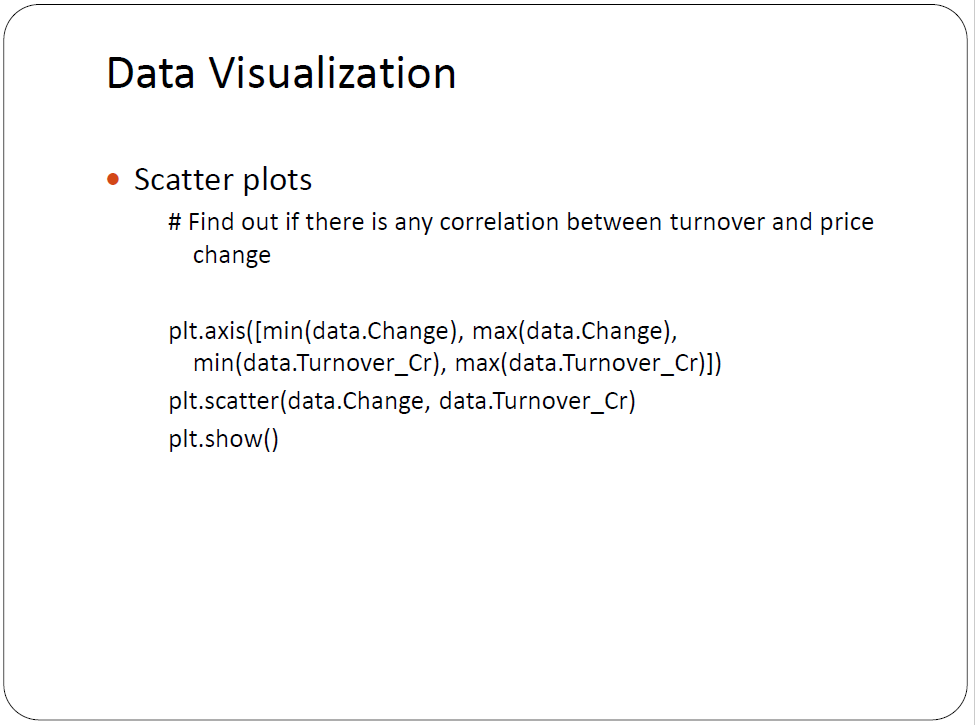 Data Visualization
• Scatter plots
# Find out if there is any correlation between turnover and price
change
plt.axis([min(data.Change), max(data.Change),
min(data.Turnover_Cr), max(data.Turnover_Cr)])
plt.scatter(data.Change, data.Turnover_Cr)
plt.show()